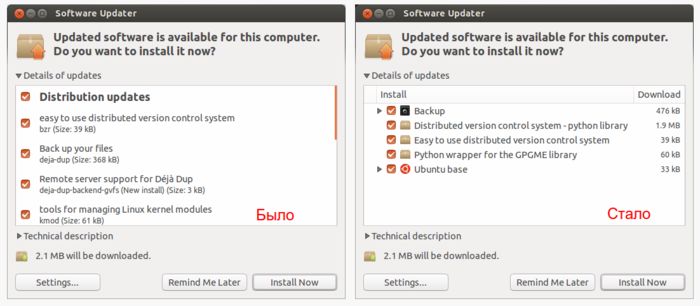 Software Updater
Updated software is available for this computer.
Do you want to install it now?
Details of updates
Distribution updates
easy to use distributed version control system
bzr (Size: 39 kB)
Back up your files
deja-dup (Size: 368 kB)
Remote server support for Déjà Dup
deja-dup-backend-gvfs (New install) (Size: 3 kB)
tools for managing Linux kernel modules
kmod (Size: 61 kB)
Было
Technical description
2.1 MB will be downloaded.
Settings...
Remind Me Later
Install Now
Software Updater
Updated software is available for this computer.
Do you want to install it now?
Details of updates
Install Download
Backup 476 kB
Distributed version control system - python library 1.9 MB
Easy to use distributed version control system 39 kB
Python wrapper for the GPGME library 60 kB
Ubuntu base 33 kB
Стало
Technical description
2.1 MB will be downloaded.
Settings...
Remind Me Later
Install Now